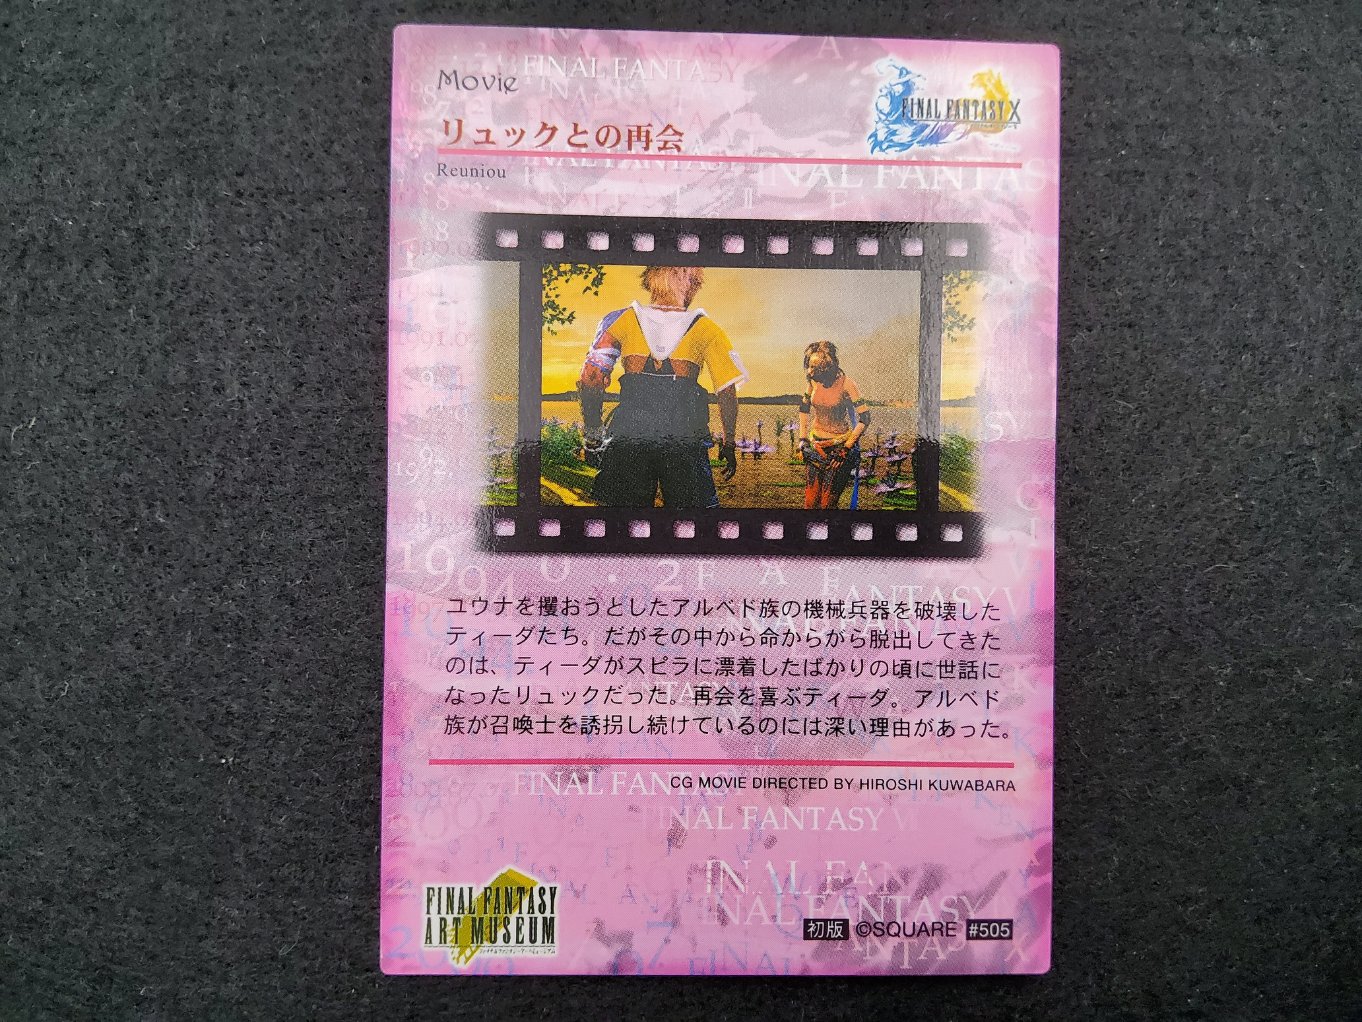 Movie
FINAL FANTASY X
リュックとの再会
Reuniou
ユウナを攫おうとしたアルベド族の機械兵器を破壊した
ティーダたち。だがその中から命からがら脱出してきた
のは、ティーダがスピラに漂着したばかりの頃に世話に
なったリュックだった。再会を喜ぶティーダ。アルベド
族が召喚士を誘拐し続けているのには深い理由があった。
CG MOVIE DIRECTED BY HIROSHI KUWABARA
FINAL FANTASY
FINAL FANTASY
FINAL FANTASY
ART MUSEUM
初版 ©SQUARE #505